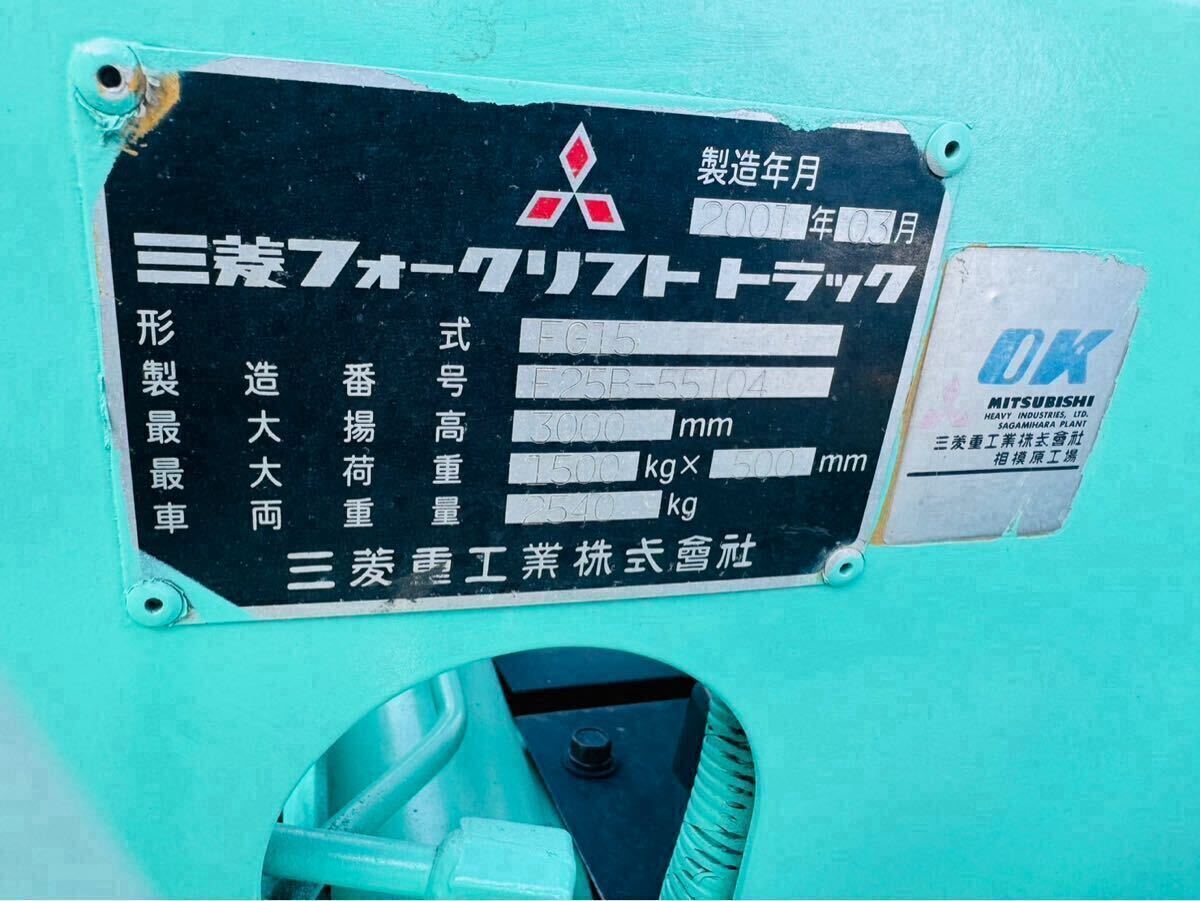 製造年月
2001年03月
三菱フォークリフトトラック
形式 FG15
製造番号 F25B-55104
最大揚高 3000 mm
最大荷重 1500 kg× 500 mm
車両重量 2540 kg
三菱重工業株式會社
OK
MITSUBISHI
HEAVY INDUSTRIES, LTD.
SAGAMIHARA PLANT
三菱重工業株式會社
相模原工場